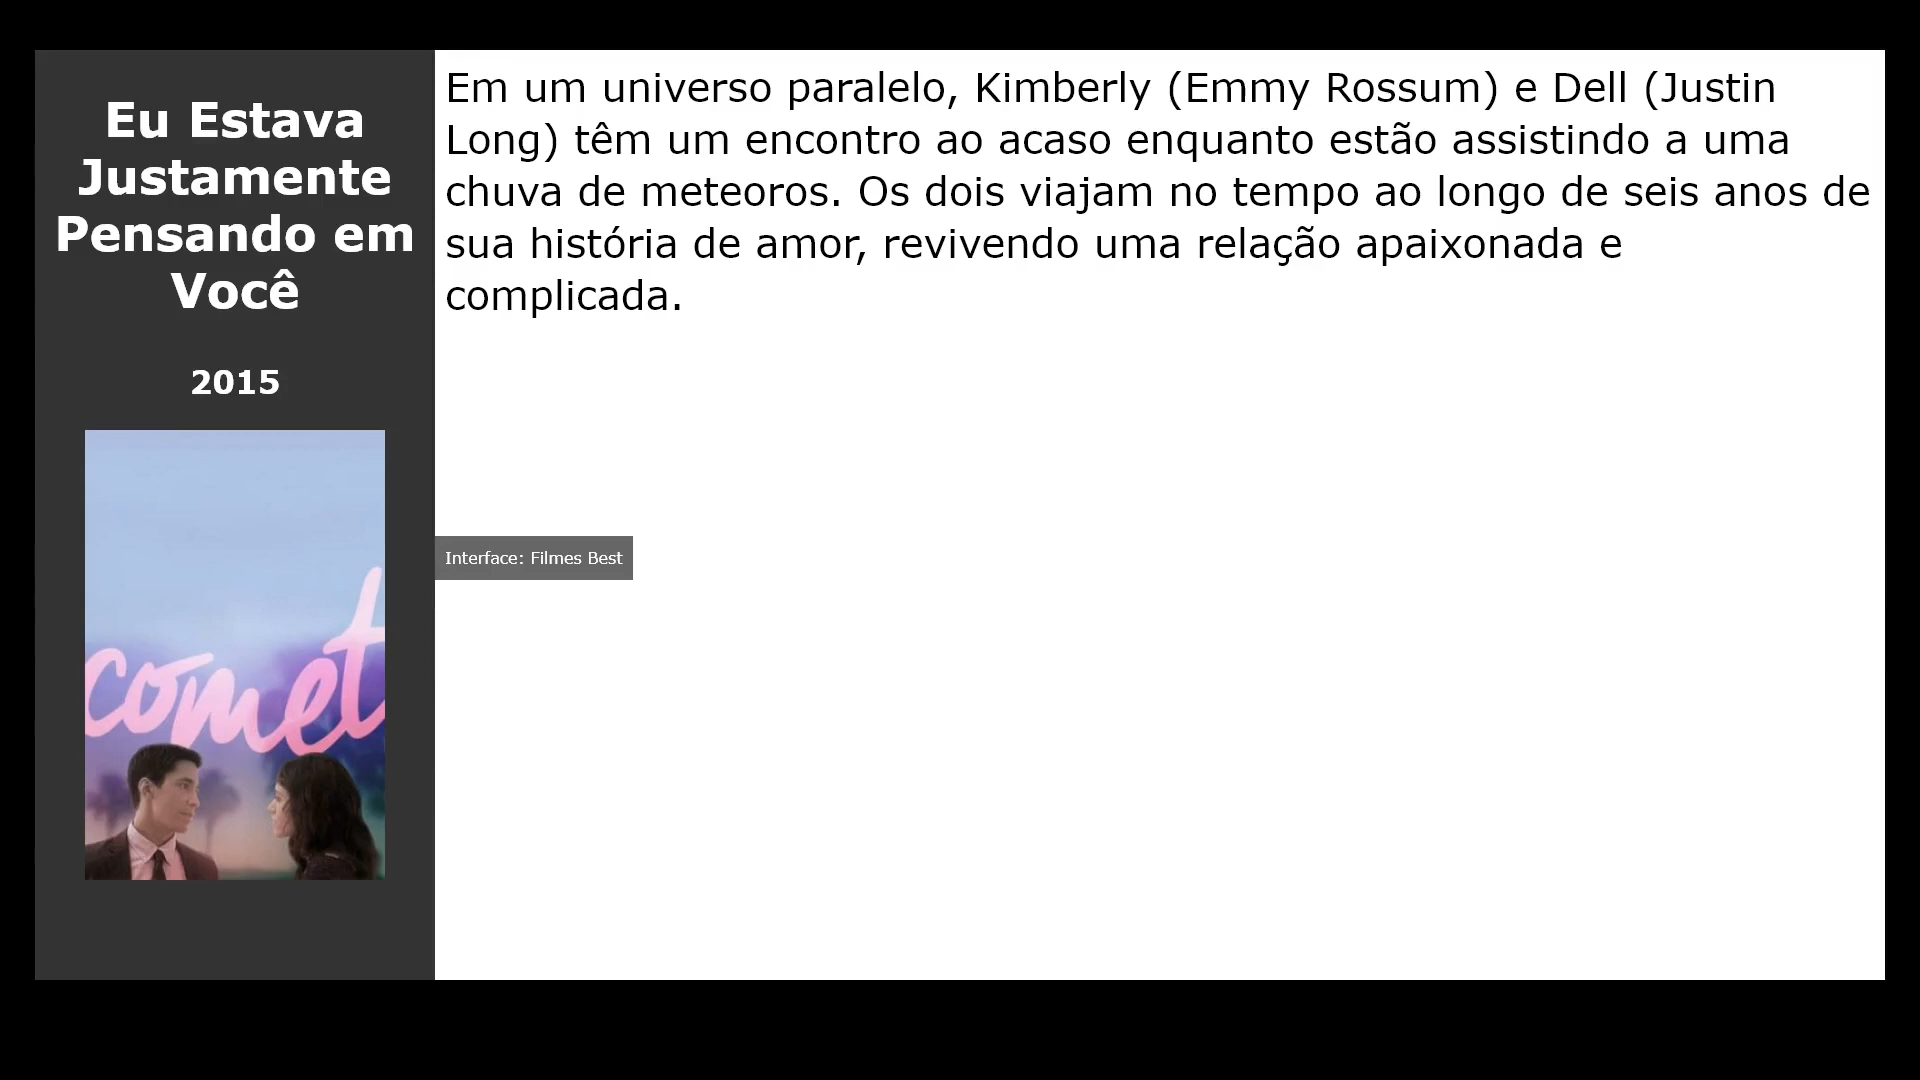 Eu Estava
Justamente
Pensando em
Você
2015
comet
Em um universo paralelo, Kimberly (Emmy Rossum) e Dell (Justin
Long) têm um encontro ao acaso enquanto estão assistindo a uma
chuva de meteoros. Os dois viajam no tempo ao longo de seis anos de
sua história de amor, revivendo uma relação apaixonada e
complicada.
Interface: Filmes Best